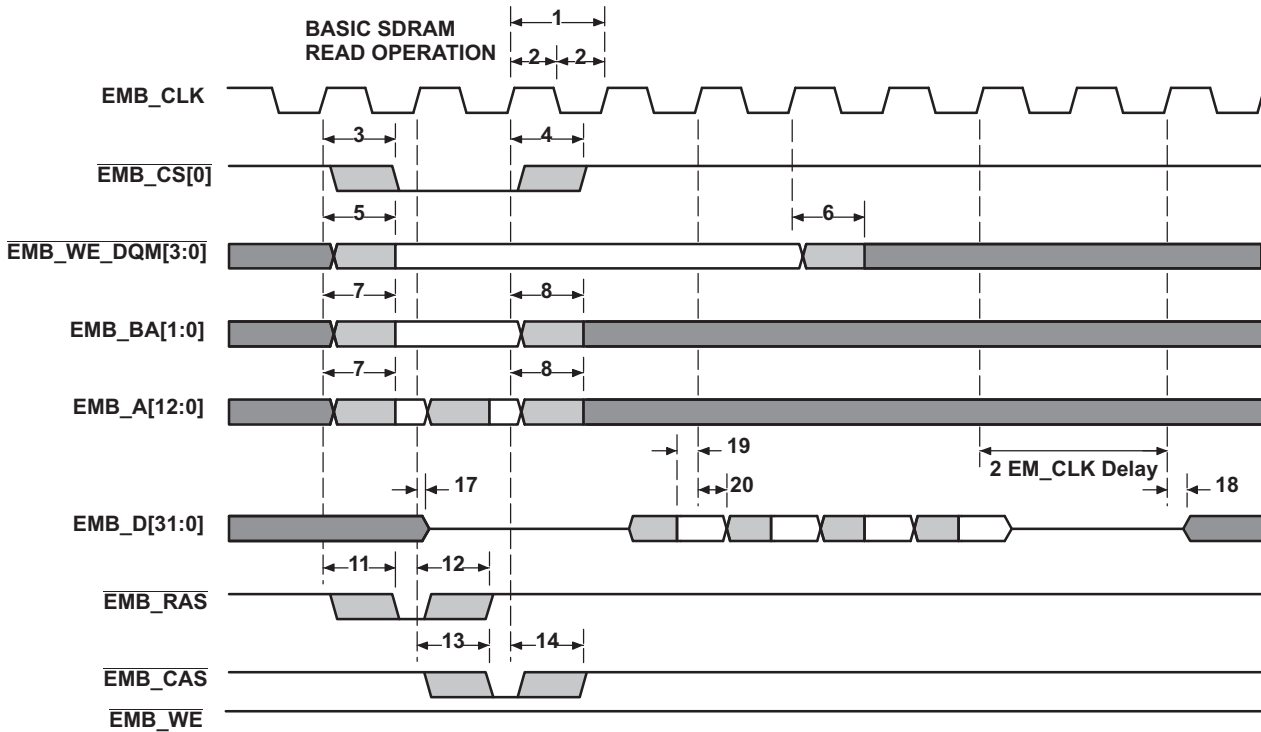 BASIC SDRAM
READ OPERATION
1
2 2
EMB_CLK
3 4
EMB_CS[0]
5 6
EMB_WE_DQM[3:0]
7 8
EMB_BA[1:0]
7 8
EMB_A[12:0]
19
2 EM_CLK Delay
17 20 18
EMB_D[31:0]
11 12
EMB_RAS
13 14
EMB_CAS
EMB_WE